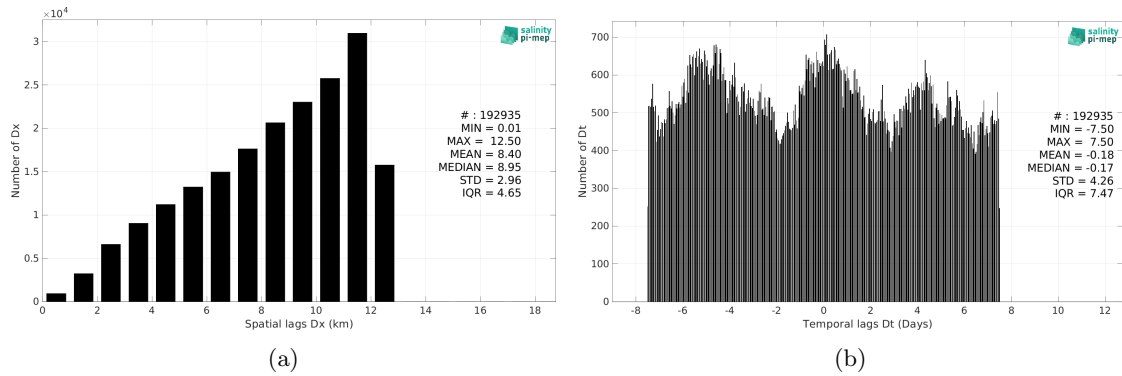 ×10⁴
3
2.5
2
1.5
1
0.5
0
Number of Dx
0 2 4 6 8 10 12 14 16 18
Spatial lags Dx (km)
salinity
pi-mep
# : 192935
MIN = 0.01
MAX = 12.50
MEAN = 8.40
MEDIAN = 8.95
STD = 2.96
IQR = 4.65
(a)
700
600
500
400
300
200
100
0
Number of Dt
-8 -6 -4 -2 0 2 4 6 8 10 12
Temporal lags Dt (Days)
salinity
pi-mep
# : 192935
MIN = -7.50
MAX = 7.50
MEAN = -0.18
MEDIAN = -0.17
STD = 4.26
IQR = 7.47
(b)